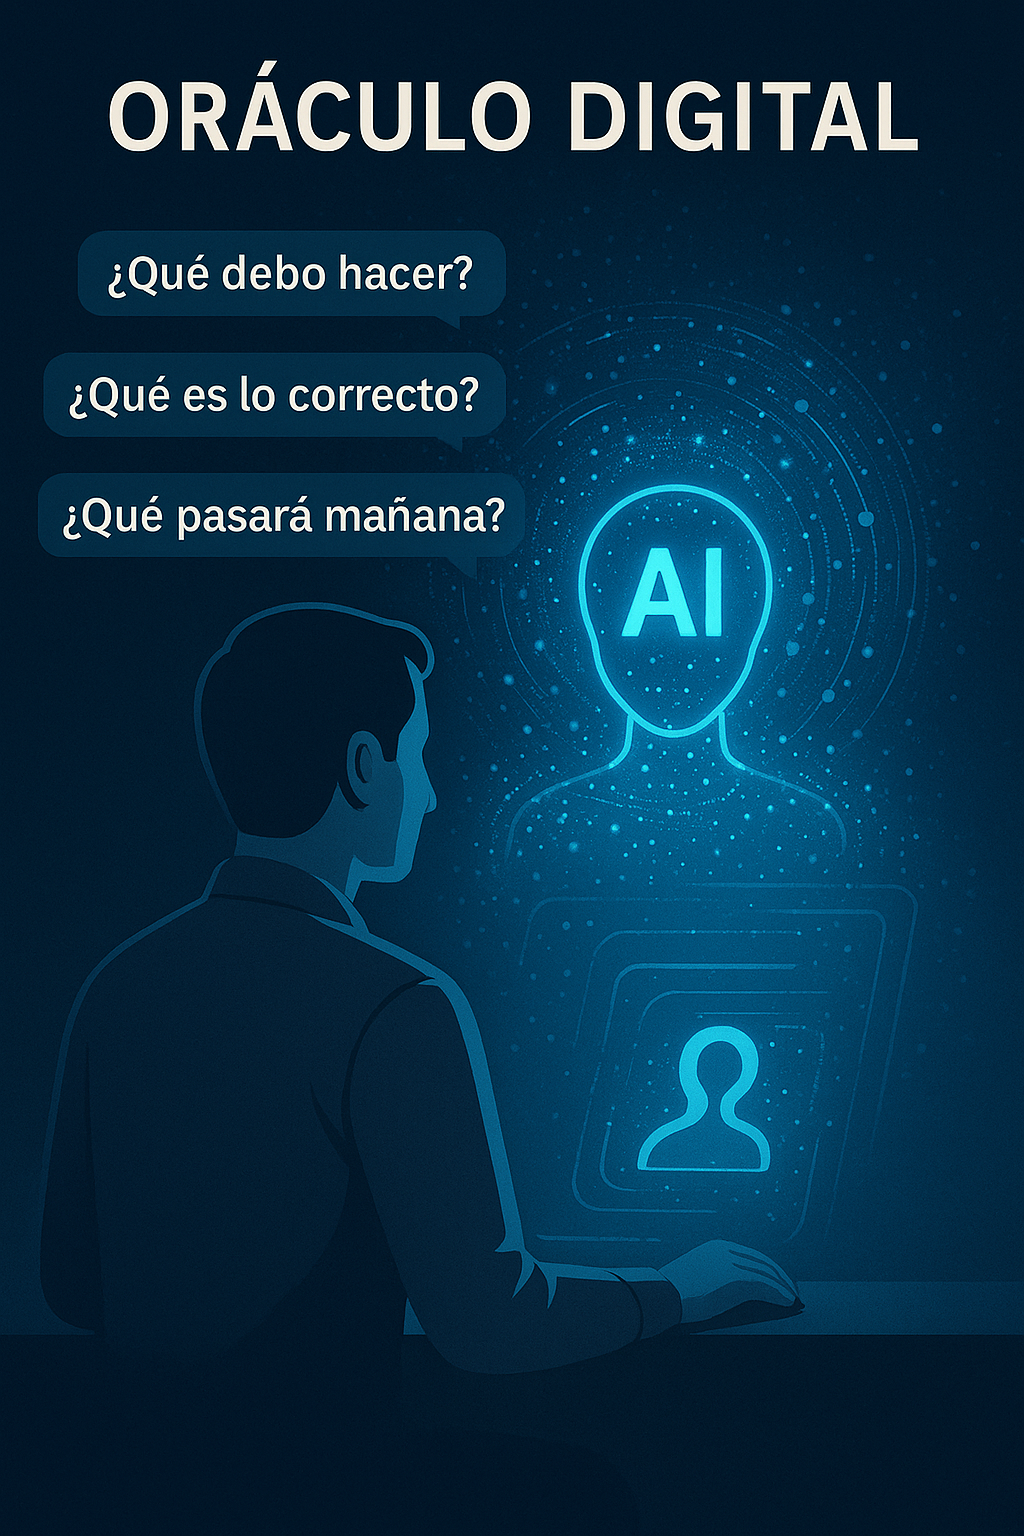 ORÁCULO DIGITAL
¿Qué debo hacer?
¿Qué es lo correcto?
¿Qué pasará mañana?
AI